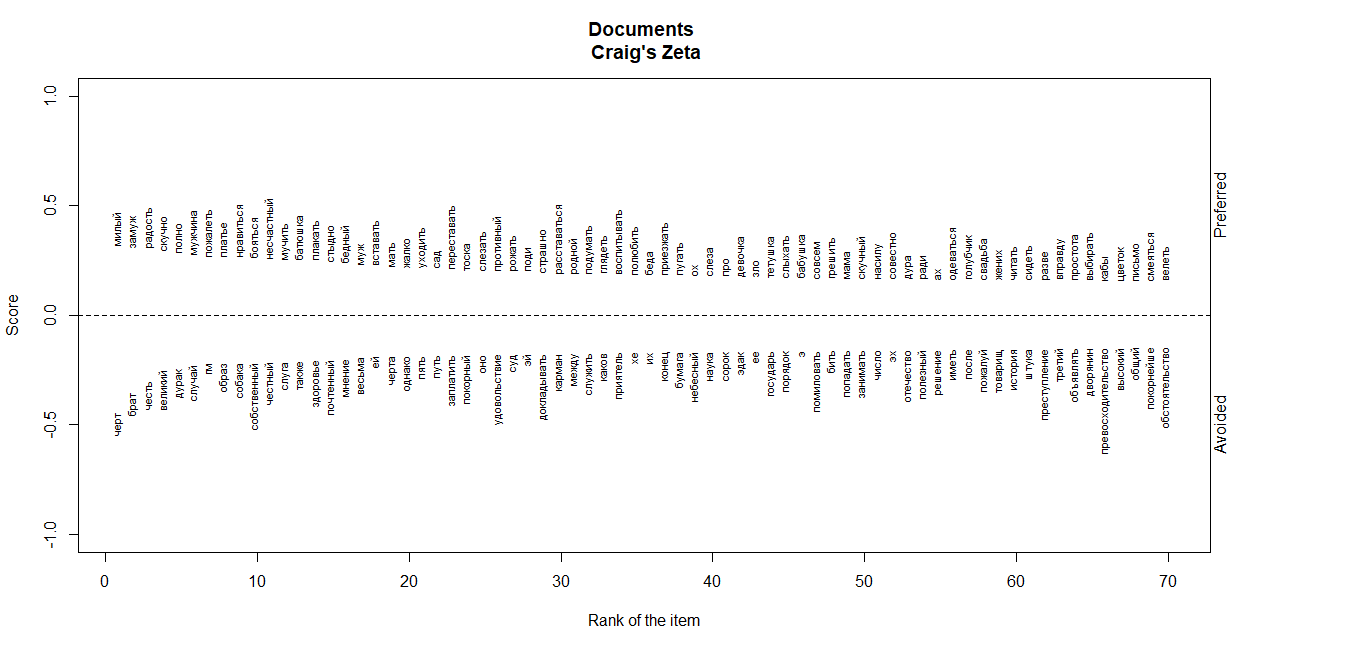 Documents
Craig's Zeta
Score
1.0
0.5
0.0
-0.5
-1.0
милый замуж радость скучно полно мужчина пожалеть платье нравиться бояться несчастный мучить батюшка плакать стыдно бедный муж вставать мать жалко уходить сад переставать тоска слезать противный рожать поди страшно расставаться родной подумать глядеть воспитывать полюбить беда приезжать пугать ох слеза про девочка зло тетушка слыхать бабушка совсем грешить мама скучный насилу совестно дура ради ах одеваться голубчик свадьба жених читать сидеть разве вправду простота выбирать кабы цветок письмо смеяться велеть
Preferred
черт брат честь великий дурак случай гм образ собака собственный честный слуга также здоровье почтенный мнение весьма ей черта однако пять путь заплатить покорный оно удовольствие суд эй докладывать карман между служить каков приятель хе их конец бумага небесный наука сорок эдак ее государь порядок э помиловать бить попадать занимать число эх отечество полезный решение иметь после пожалуй товарищ история штука преступление третий объявлять дворянин превосходительство высокий общий покорнейше обстоятельство
Avoided
0 10 20 30 40 50 60 70
Rank of the item